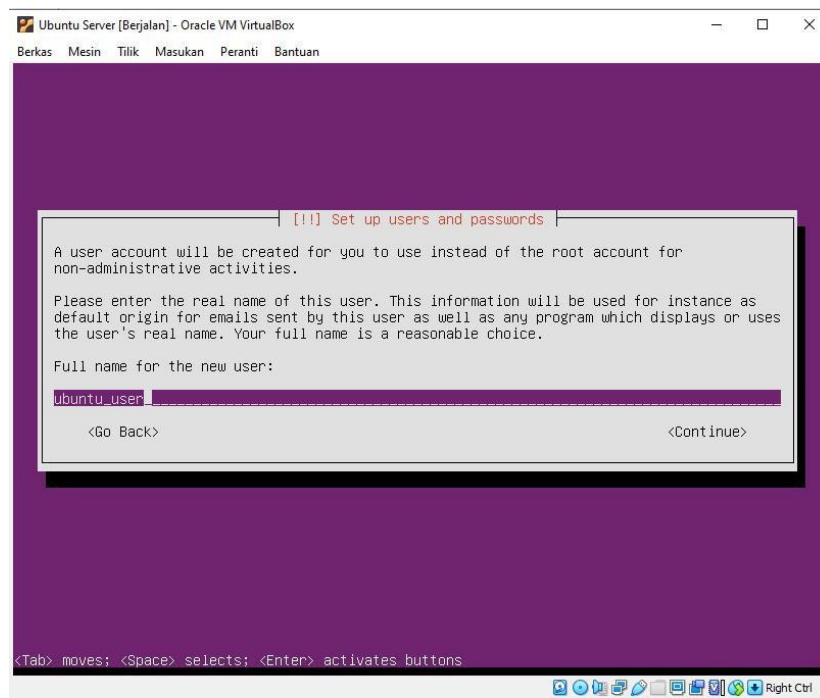 Ubuntu Server [Berjalan] - Oracle VM VirtualBox
Berkas Mesin Tilik Masukan Peranti Bantuan
[!!] Set up users and passwords
A user account will be created for you to use instead of the root account for
non-administrative activities.
Please enter the real name of this user. This information will be used for instance as
default origin for emails sent by this user as well as any program which displays or uses
the user's real name. Your full name is a reasonable choice.
Full name for the new user:
ubuntu_user
<Go Back> <Continue>
<Tab> moves; <Space> selects; <Enter> activates buttons
Right Ctrl